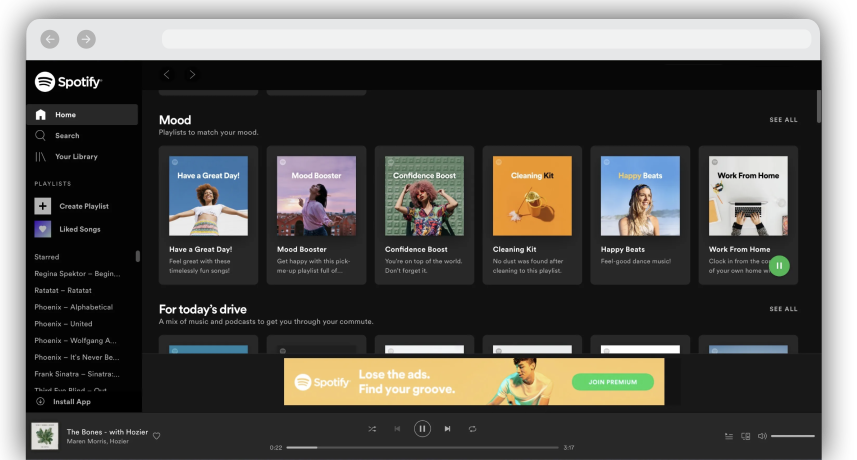 Spotify
Home
Search
Your Library
PLAYLISTS
Create Playlist
Liked Songs
Starred
Regina Spektor – Begin...
Ratatat – Ratatat
Phoenix – Alphabetical
Phoenix – United
Phoenix – Wolfgang A...
Phoenix – It's Never Be...
Frank Sinatra – Sinatra:...
Third Eye Blind – Out
Install App
Mood
SEE ALL
Playlists to match your mood.
Have a Great Day!
Mood Booster
Confidence Boost
Cleaning Kit
Happy Beats
Work From Home
Have a Great Day!
Feel great with these
timelessly fun songs!
Mood Booster
Get happy with this pick-
me-up playlist full of...
Confidence Boost
You're on top of the world.
Don't forget it.
Cleaning Kit
No dust was found after
cleaning to this playlist.
Happy Beats
Feel-good dance music!
Work From Home
Clock in from the
of your own home
For today's drive
SEE ALL
A mix of music and podcasts to get you through your commute.
Spotify
Lose the ads.
Find your groove.
JOIN PREMIUM
The Bones - with Hozier
Maren Morris, Hozier
0:22
3:17